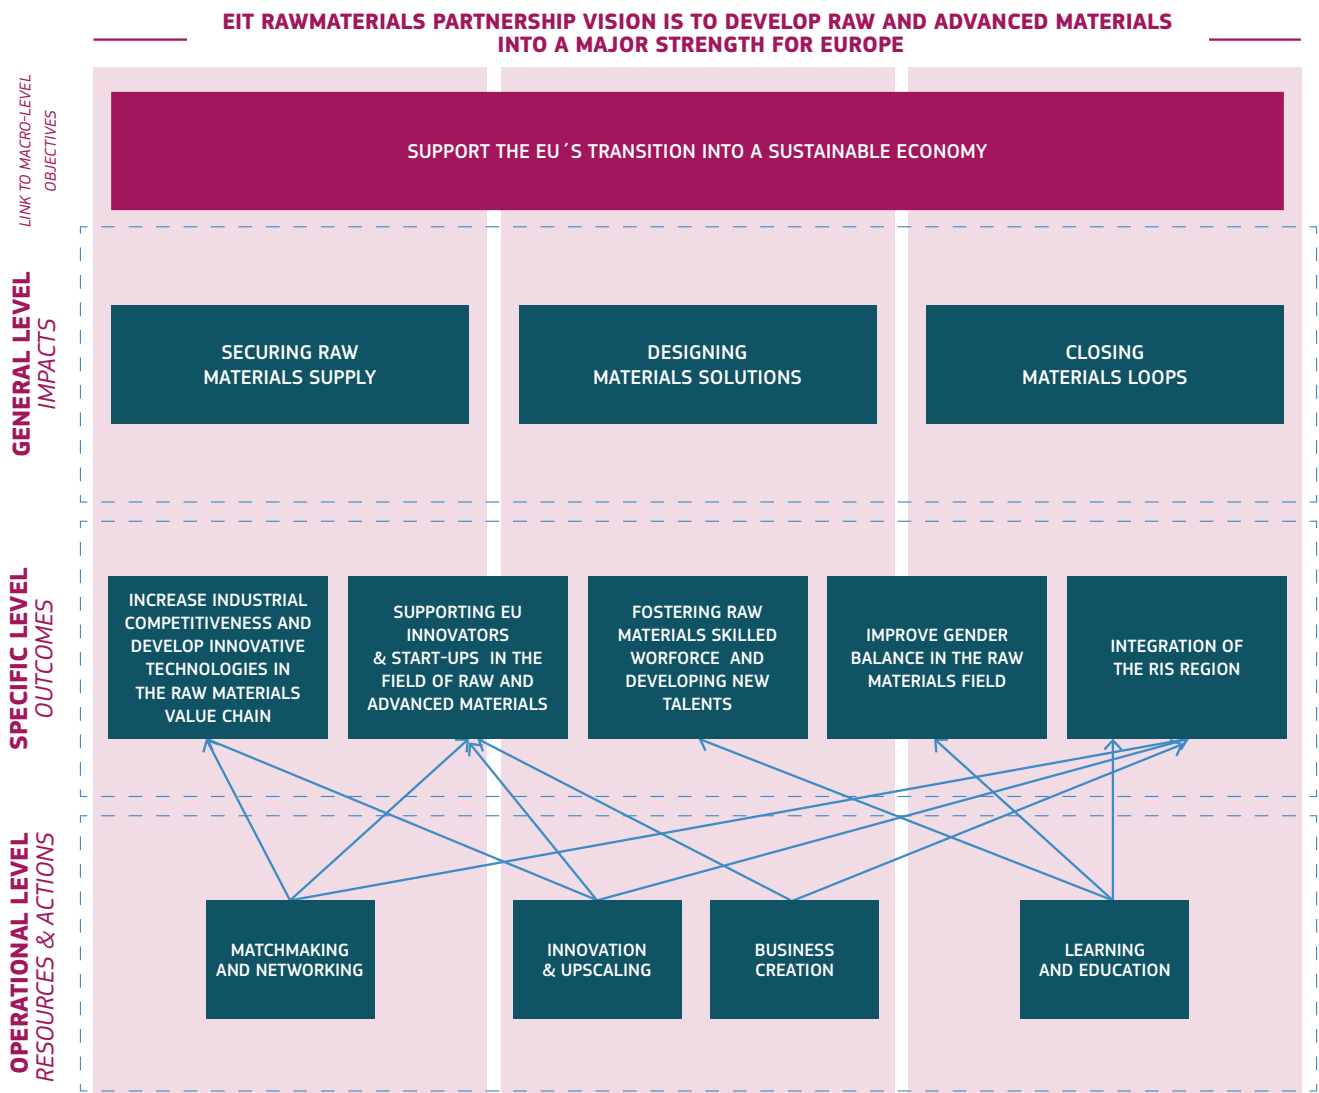 EIT RAWMATERIALS PARTNERSHIP VISION IS TO DEVELOP RAW AND ADVANCED MATERIALS
INTO A MAJOR STRENGTH FOR EUROPE
LINK TO MACRO-LEVEL
OBJECTIVES
SUPPORT THE EU´S TRANSITION INTO A SUSTAINABLE ECONOMY
GENERAL LEVEL
IMPACTS
SECURING RAW
MATERIALS SUPPLY
DESIGNING
MATERIALS SOLUTIONS
CLOSING
MATERIALS LOOPS
SPECIFIC LEVEL
OUTCOMES
INCREASE INDUSTRIAL
COMPETITIVENESS AND
DEVELOP INNOVATIVE
TECHNOLOGIES IN
THE RAW MATERIALS
VALUE CHAIN
SUPPORTING EU
INNOVATORS
& START-UPS IN THE
FIELD OF RAW AND
ADVANCED MATERIALS
FOSTERING RAW
MATERIALS SKILLED
WORFORCE AND
DEVELOPING NEW
TALENTS
IMPROVE GENDER
BALANCE IN THE RAW
MATERIALS FIELD
INTEGRATION OF
THE RIS REGION
OPERATIONAL LEVEL
RESOURCES & ACTIONS
MATCHMAKING
AND NETWORKING
INNOVATION
& UPSCALING
BUSINESS
CREATION
LEARNING
AND EDUCATION